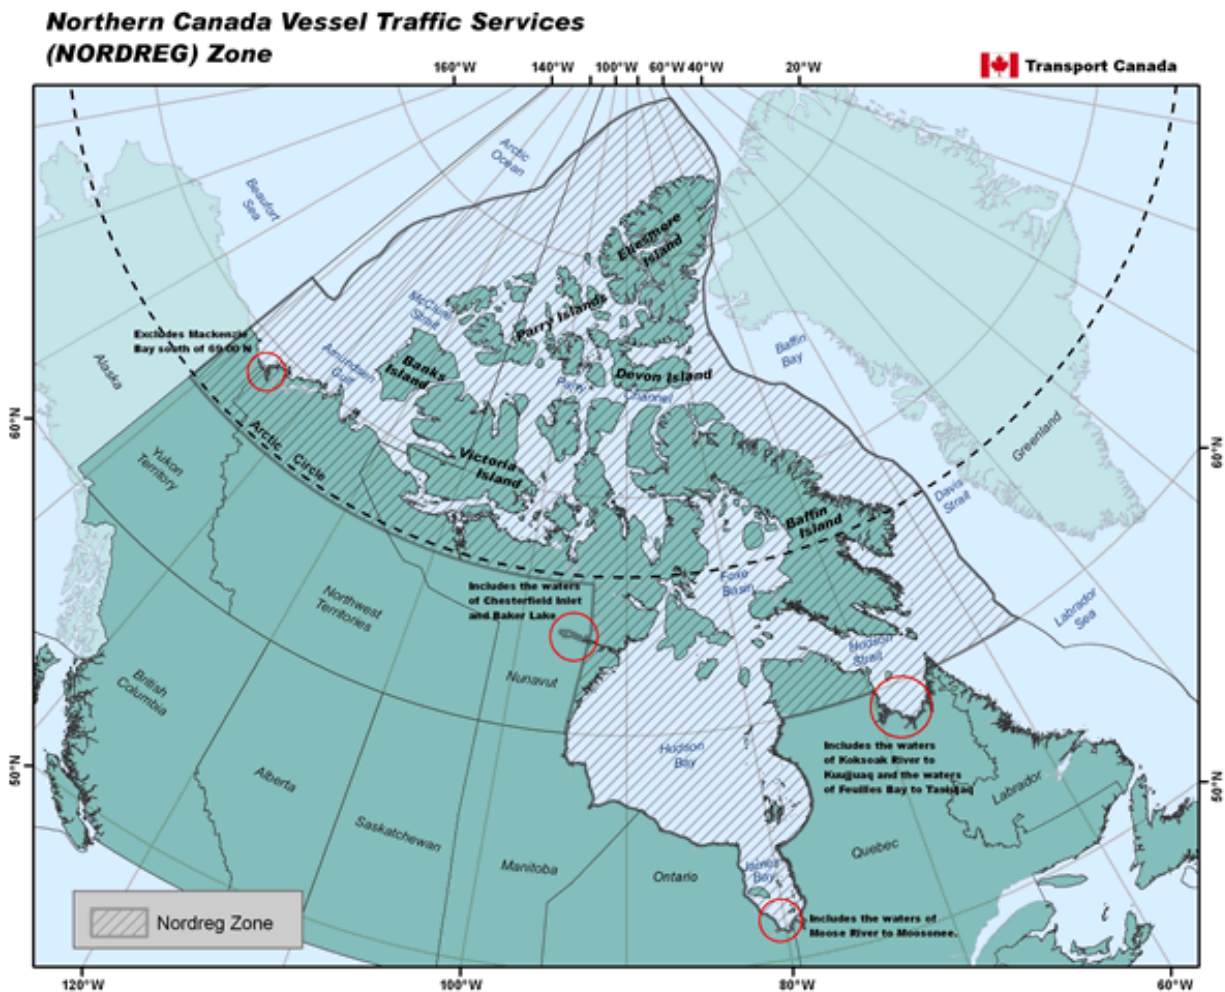 Northern Canada Vessel Traffic Services
(NORDREG) Zone
Transport Canada
160°W
140°W
100°W
60°W
40°W
20°W
Arctic
Ocean
Beaufort
Sea
Ellesmere
Island
McClure
Strait
Parry Islands
Excludes Mackenzie
Bay south of 69 00 N
Alaska
Amundsen
Gulf
Banks
Island
Baffin
Bay
Devon Island
Parry
Channel
60°N
Arctic Circle
Greenland
60°N
Yukon
Territory
Victoria
Island
Davis
Strait
Baffin
Island
Includes the waters
of Chesterfield Inlet
and Baker Lake
Foxe
Basin
Northwest
Territories
Labrador
Sea
Hudson
Strait
Nunavut
British
Columbia
Hudson
Bay
Includes the waters
of Koksoak River to
Kuujjuaq and the waters
of Feuilles Bay to Tasiujaq
50°N
50°N
Alberta
Labrador
Saskatchewan
Manitoba
Ontario
Quebec
James
Bay
Includes the waters of
Moose River to Moosonee.
Nordreg Zone
120°W
100°W
80°W
60°W